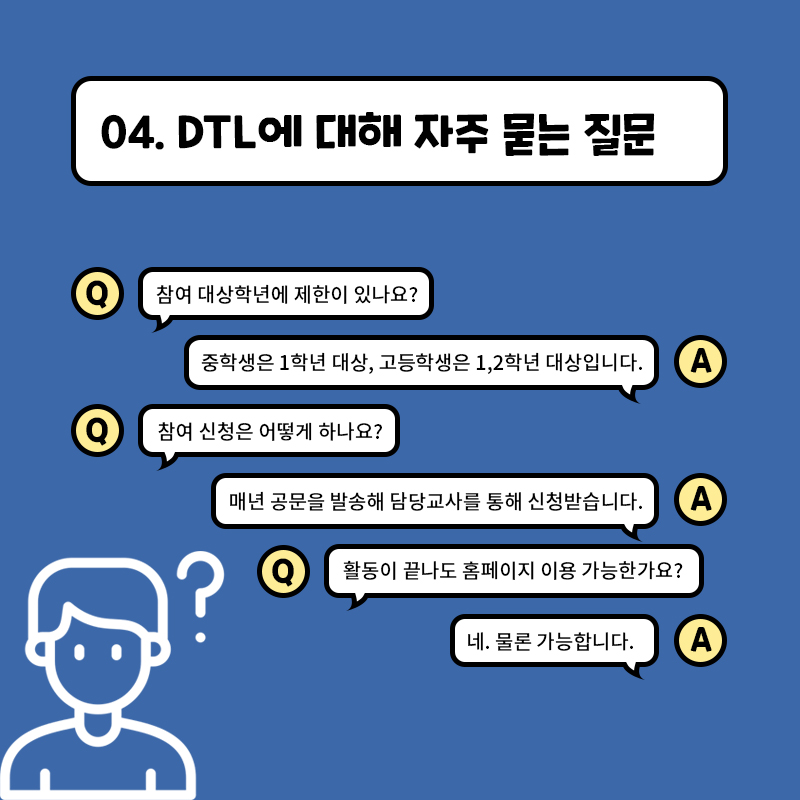 04. DTL에 대해 자주 묻는 질문
Q 참여 대상학년에 제한이 있나요?
중학생은 1학년 대상, 고등학생은 1,2학년 대상입니다. A
Q 참여 신청은 어떻게 하나요?
매년 공문을 발송해 담당교사를 통해 신청받습니다. A
Q 활동이 끝나도 홈페이지 이용 가능한가요?
네. 물론 가능합니다. A
?